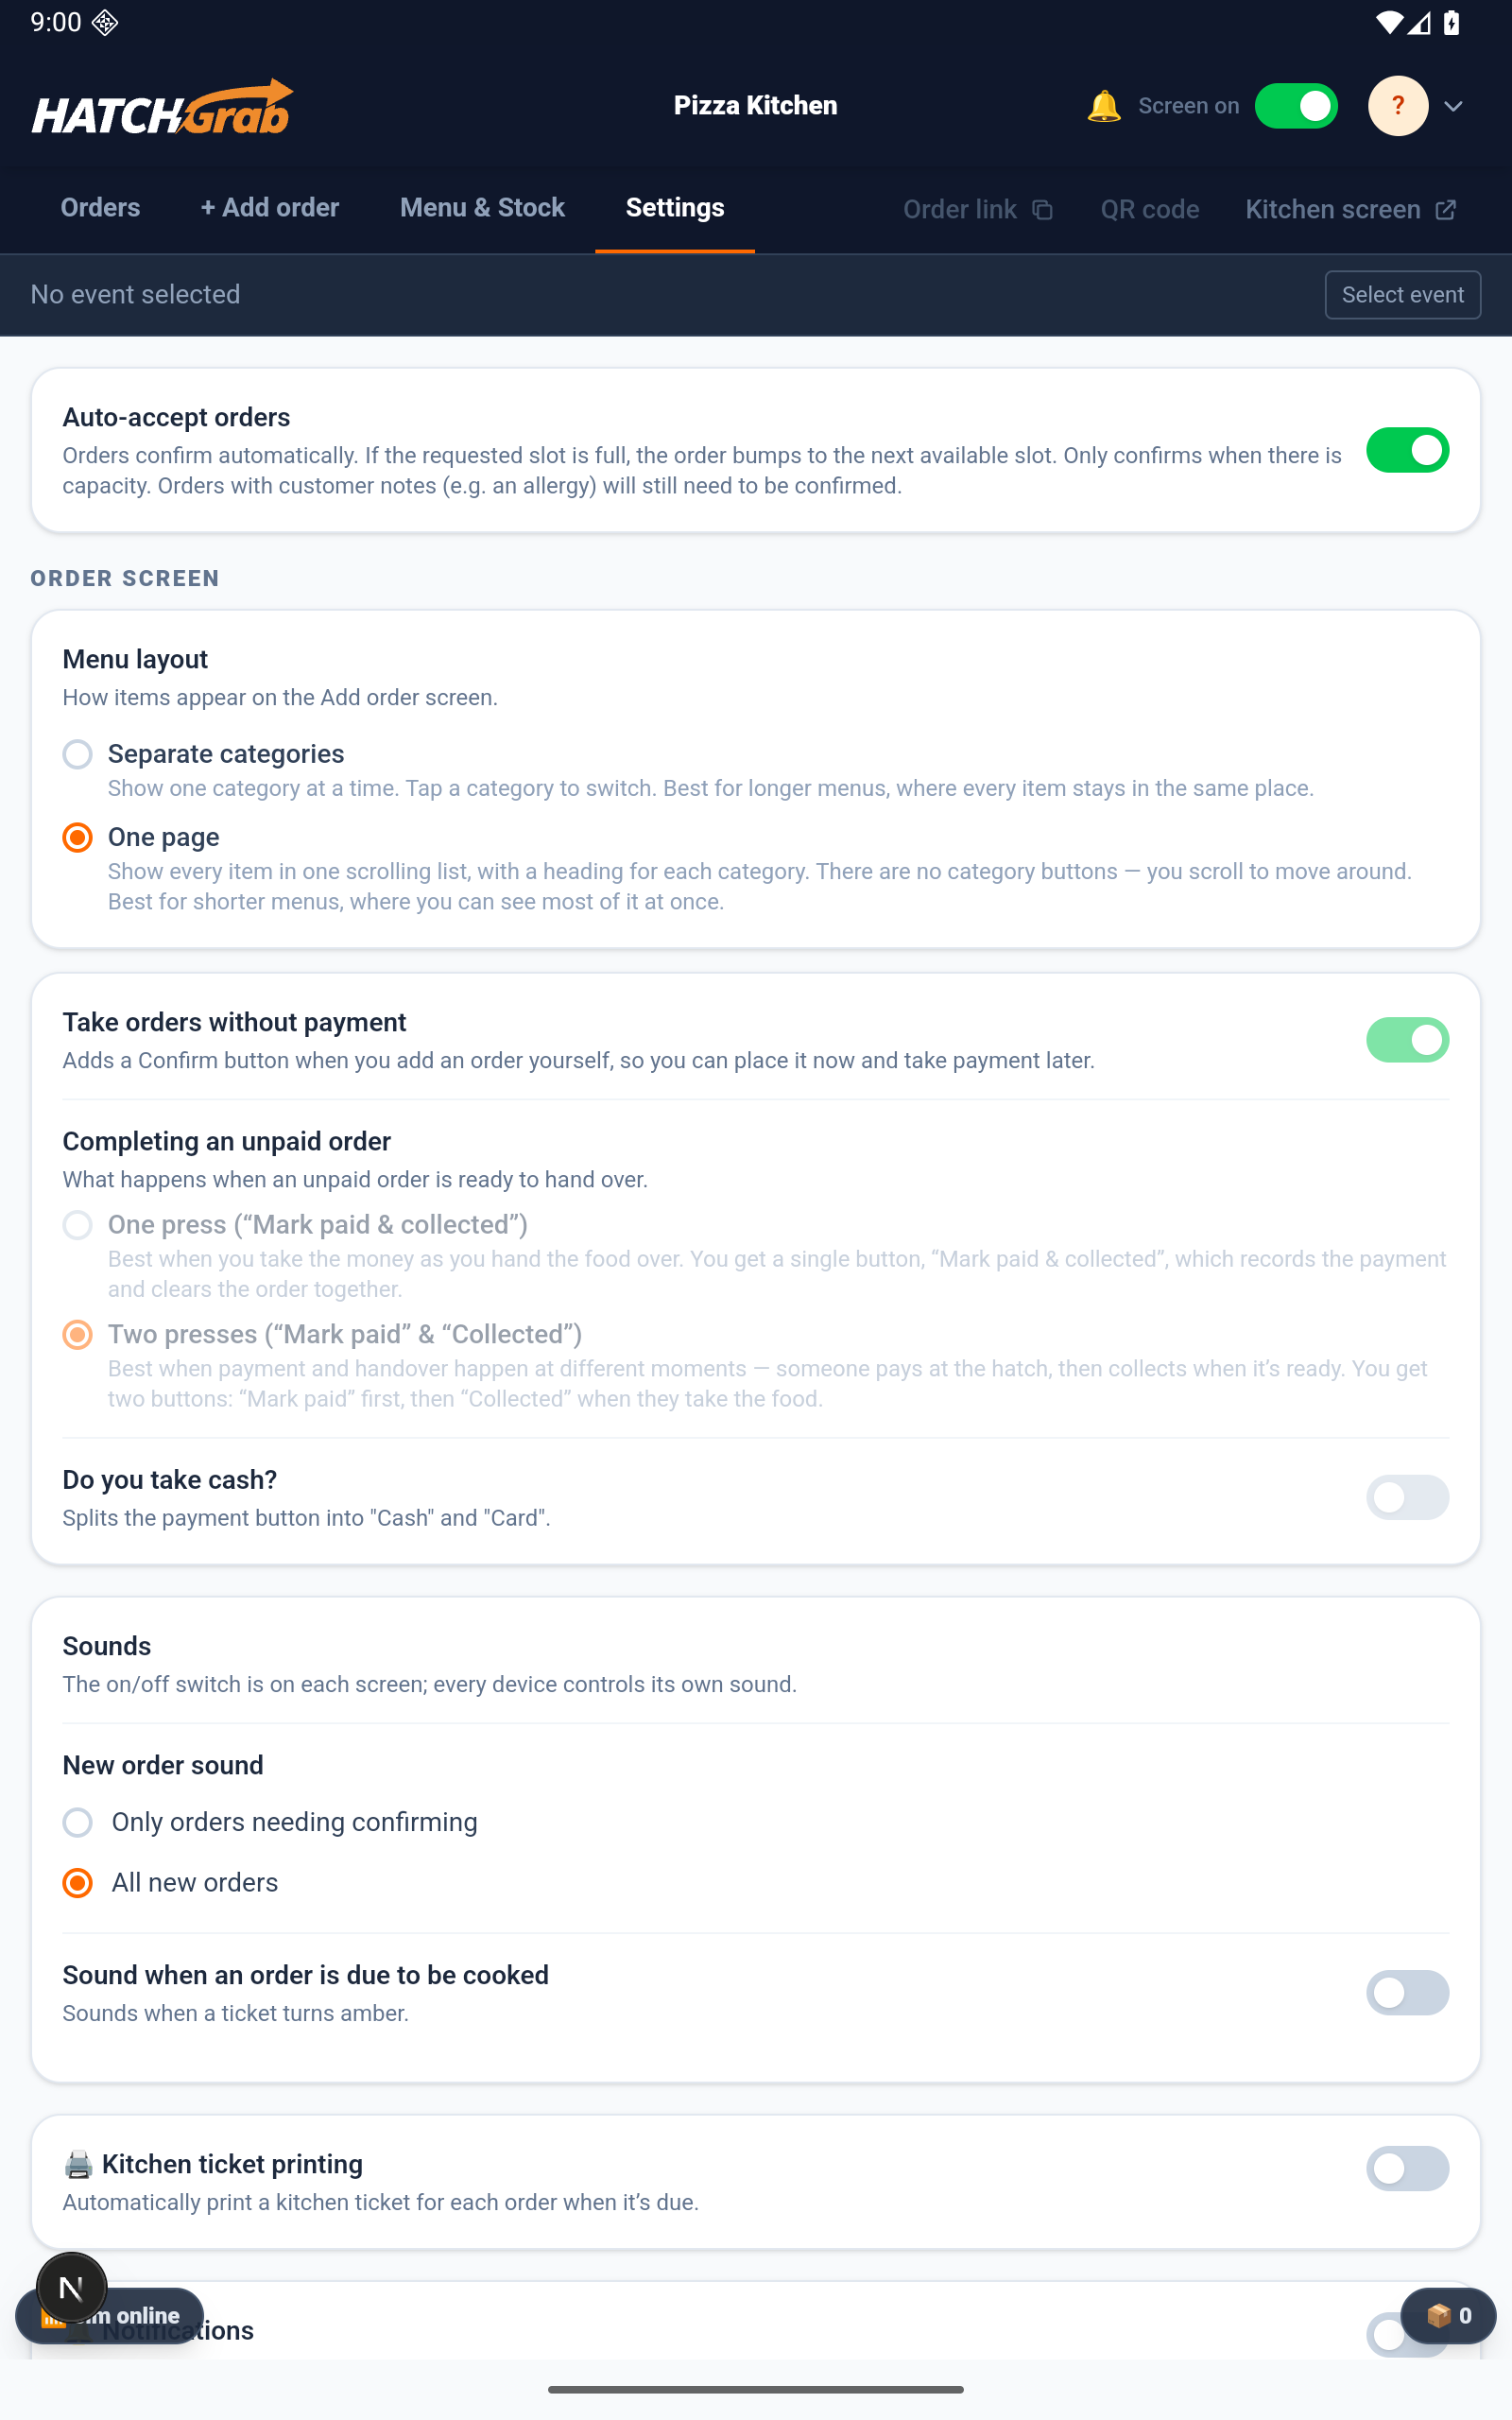 9:00
HATCHGrab
Pizza Kitchen
Screen on
?
Orders
+ Add order
Menu & Stock
Settings
Order link
QR code
Kitchen screen
No event selected
Select event
Auto-accept orders
Orders confirm automatically. If the requested slot is full, the order bumps to the next available slot. Only confirms when there is
capacity. Orders with customer notes (e.g. an allergy) will still need to be confirmed.
ORDER SCREEN
Menu layout
How items appear on the Add order screen.
Separate categories
Show one category at a time. Tap a category to switch. Best for longer menus, where every item stays in the same place.
One page
Show every item in one scrolling list, with a heading for each category. There are no category buttons — you scroll to move around.
Best for shorter menus, where you can see most of it at once.
Take orders without payment
Adds a Confirm button when you add an order yourself, so you can place it now and take payment later.
Completing an unpaid order
What happens when an unpaid order is ready to hand over.
One press (“Mark paid & collected”)
Best when you take the money as you hand the food over. You get a single button, “Mark paid & collected”, which records the payment
and clears the order together.
Two presses (“Mark paid” & “Collected”)
Best when payment and handover happen at different moments — someone pays at the hatch, then collects when it’s ready. You get
two buttons: “Mark paid” first, then “Collected” when they take the food.
Do you take cash?
Splits the payment button into "Cash" and "Card".
Sounds
The on/off switch is on each screen; every device controls its own sound.
New order sound
Only orders needing confirming
All new orders
Sound when an order is due to be cooked
Sounds when a ticket turns amber.
Kitchen ticket printing
Automatically print a kitchen ticket for each order when it’s due.
N
online
Notifications
0